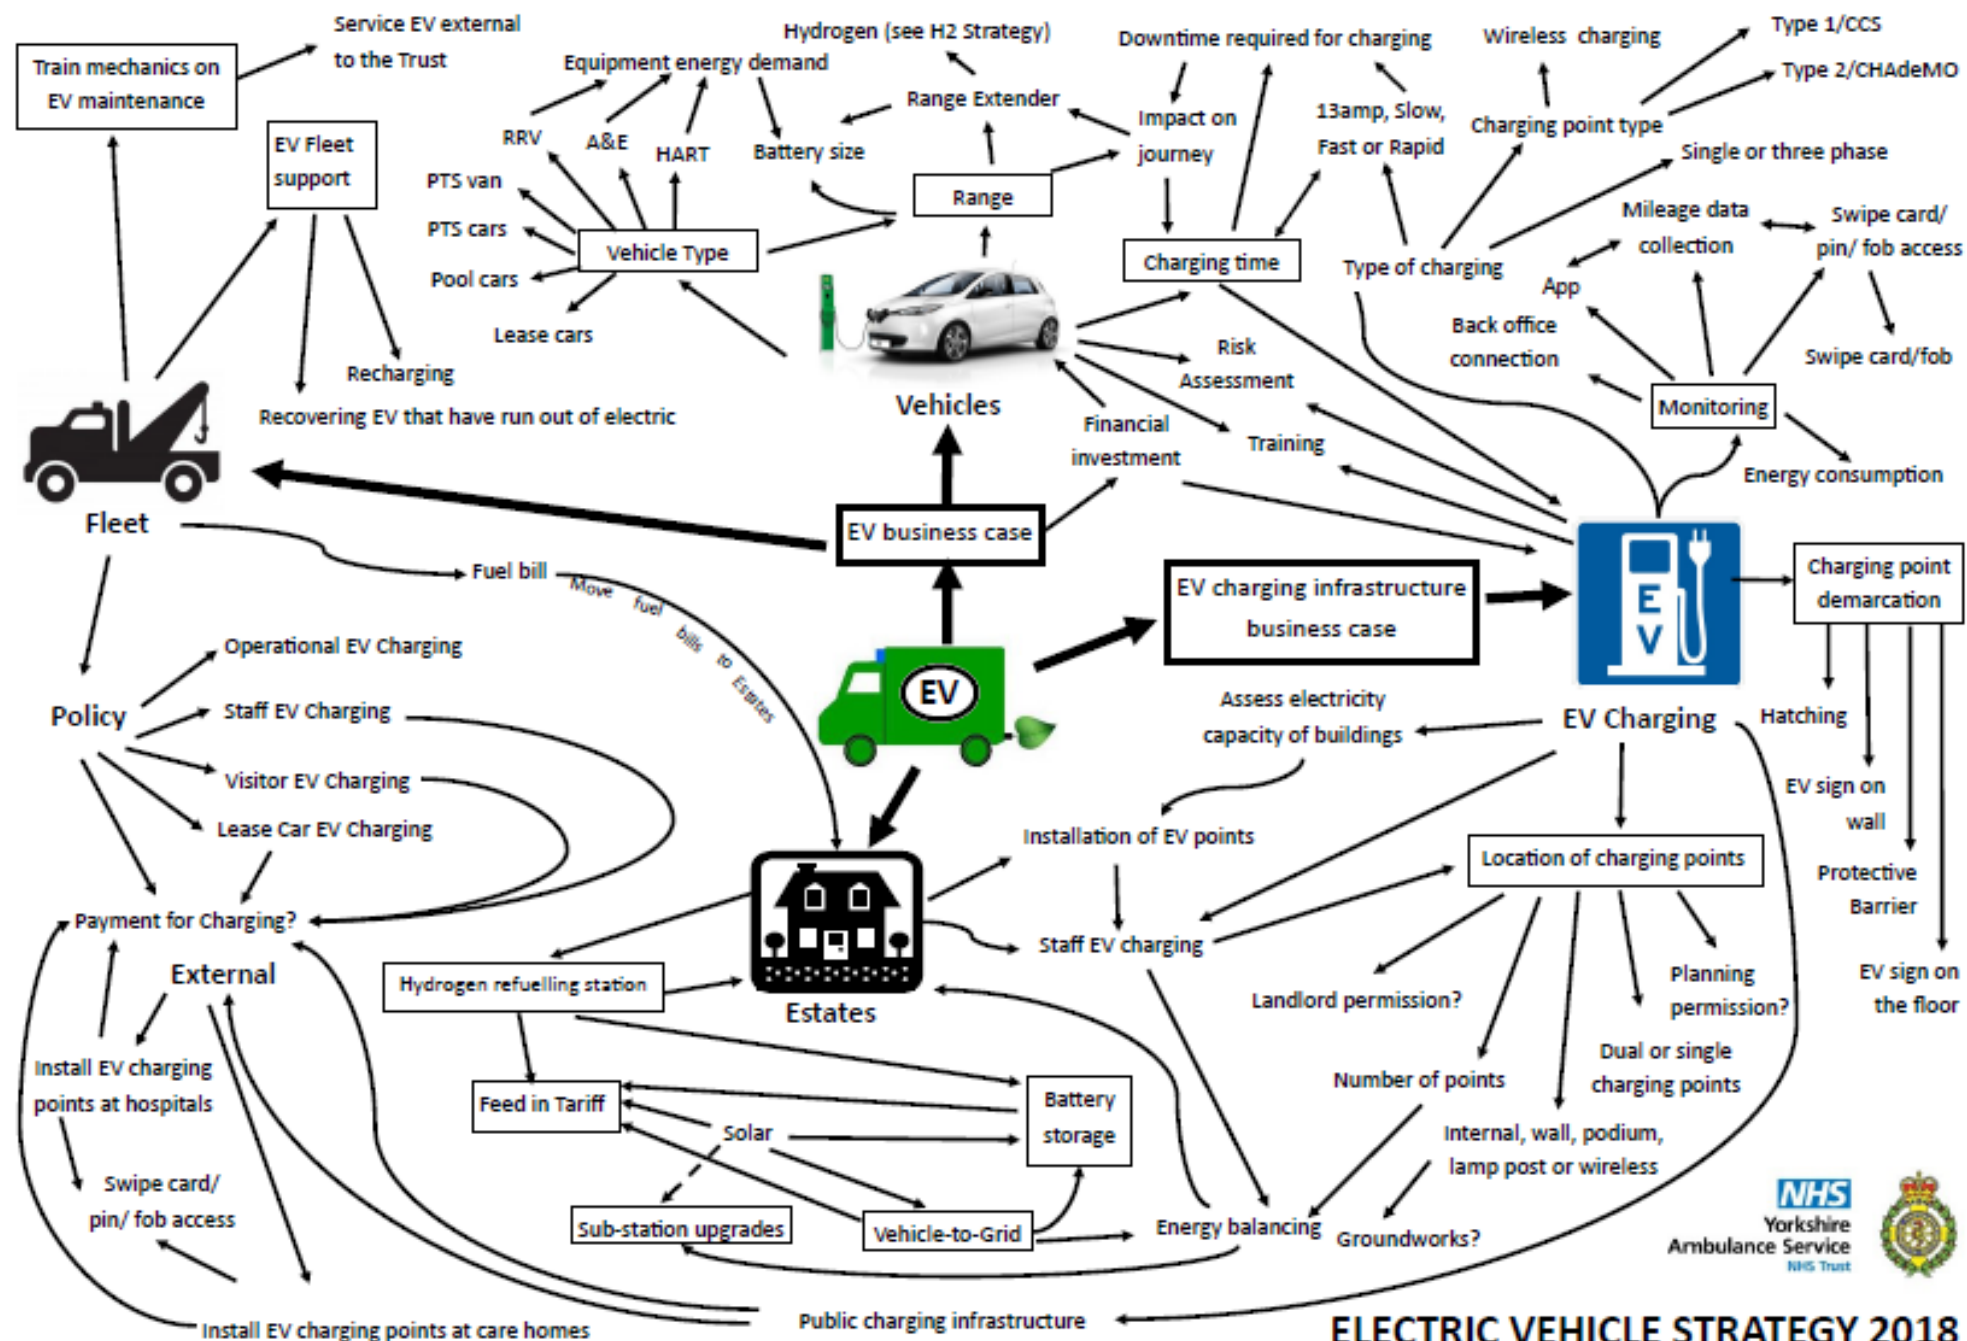 Service EV external
to the Trust
Train mechanics on
EV maintenance
EV Fleet
support
Recharging
Recovering EV that have run out of electric
Fleet
Hydrogen (see H2 Strategy)
Equipment energy demand
Range Extender
RRV
A&E
HART
Battery size
PTS van
PTS cars
Pool cars
Lease cars
Vehicle Type
Range
Vehicles
Downtime required for charging
Impact on
journey
13amp, Slow,
Fast or Rapid
Charging time
Type of charging
Wireless charging
Type 1/CCS
Type 2/CHAdeMO
Charging point type
Single or three phase
Mileage data
collection
Swipe card/
pin/ fob access
App
Back office
connection
Swipe card/fob
Monitoring
Energy consumption
Risk
Assessment
Financial
investment
Training
EV business case
EV charging infrastructure
business case
EV
EV
EV Charging
Charging point
demarcation
Hatching
EV sign on
wall
Protective
Barrier
EV sign on
the floor
Fuel bill
Move fuel bills to Estates
Policy
Operational EV Charging
Staff EV Charging
Visitor EV Charging
Lease Car EV Charging
Payment for Charging?
External
Install EV charging
points at hospitals
Swipe card/
pin/ fob access
Install EV charging points at care homes
Assess electricity
capacity of buildings
Installation of EV points
Staff EV charging
Estates
Hydrogen refuelling station
Feed in Tariff
Solar
Battery
storage
Sub-station upgrades
Vehicle-to-Grid
Energy balancing
Public charging infrastructure
Location of charging points
Landlord permission?
Planning
permission?
Dual or single
charging points
Number of points
Internal, wall, podium,
lamp post or wireless
Groundworks?
NHS
Yorkshire
Ambulance Service
NHS Trust
ELECTRIC VEHICLE STRATEGY 2018